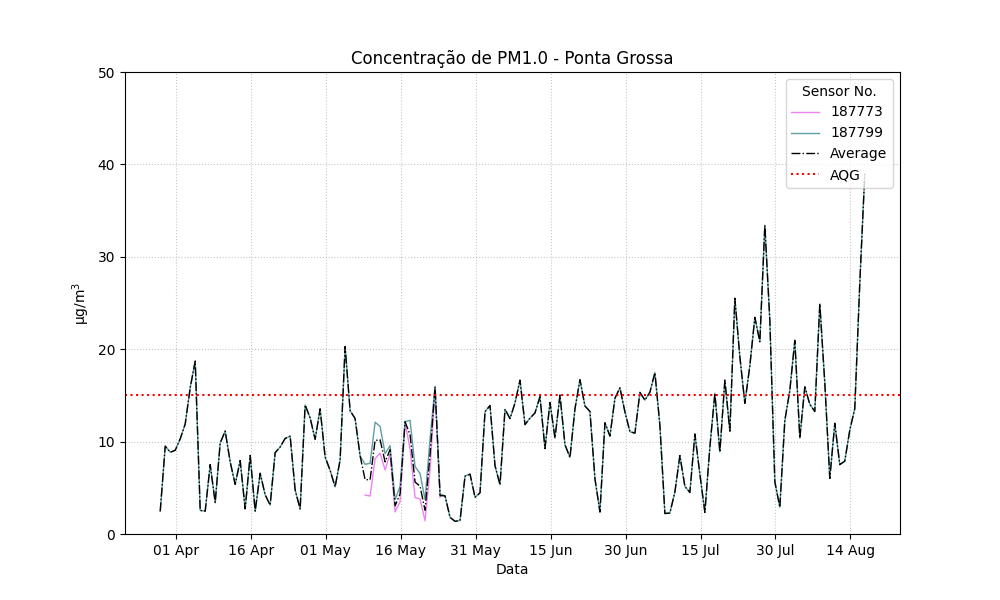 Concentração de PM1.0 - Ponta Grossa
Sensor No.
187773
187799
Average
AQG
50
40
30
20
10
0
µg/m³
01 Apr 16 Apr 01 May 16 May 31 May 15 Jun 30 Jun 15 Jul 30 Jul 14 Aug
Data